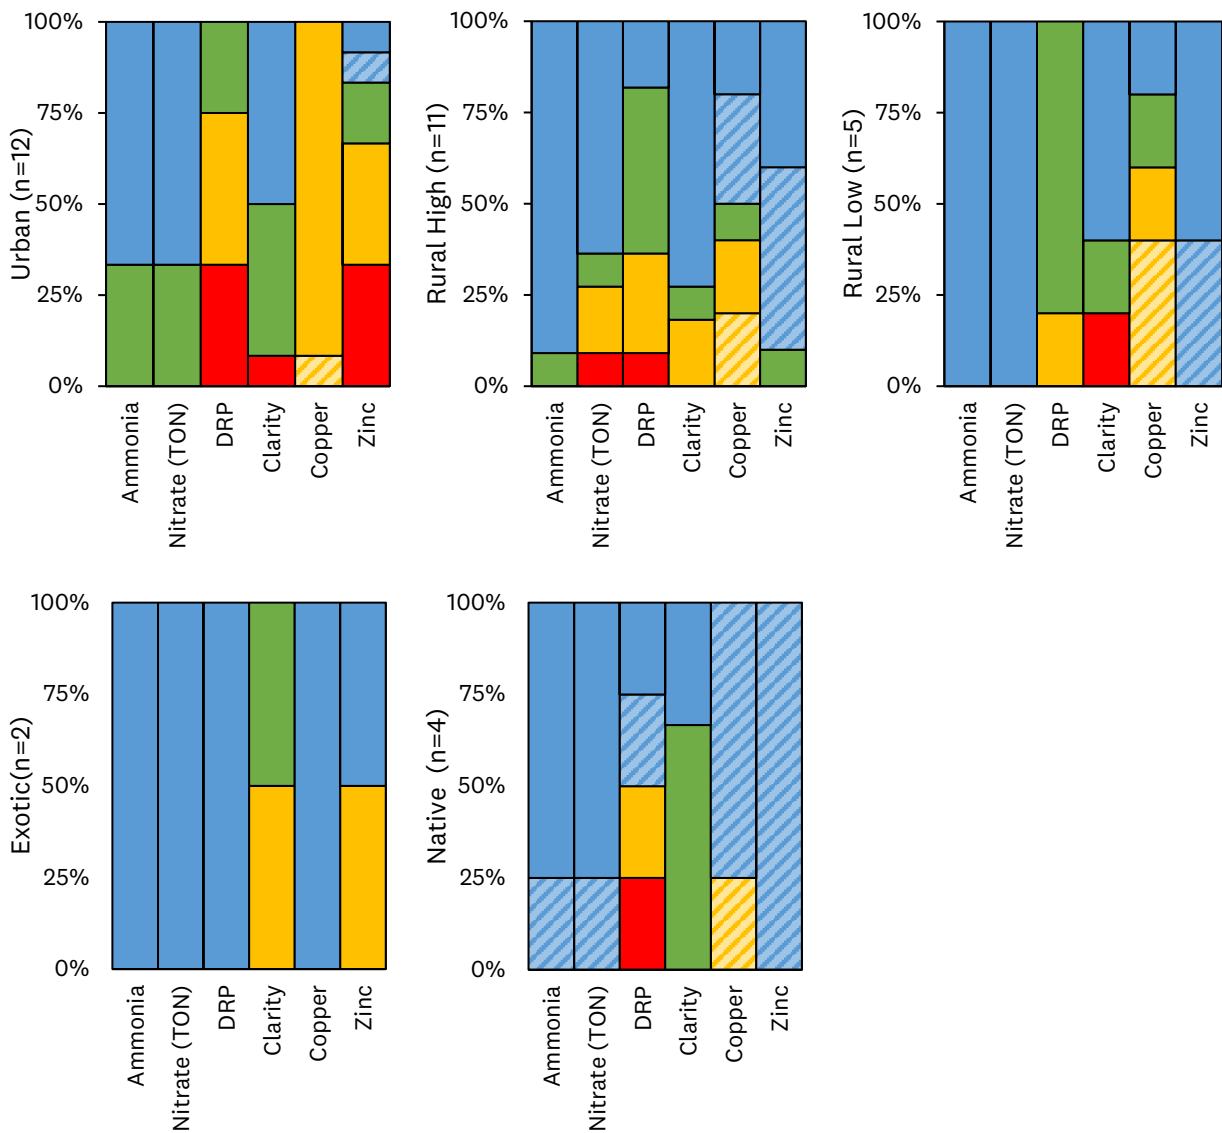 100%
75%
50%
25%
0%
Urban (n=12)
Ammonia
Nitrate (TON)
DRP
Clarity
Copper
Zinc
100%
75%
50%
25%
0%
Rural High (n=11)
Ammonia
Nitrate (TON)
DRP
Clarity
Copper
Zinc
100%
75%
50%
25%
0%
Rural Low (n=5)
Ammonia
Nitrate (TON)
DRP
Clarity
Copper
Zinc
100%
75%
50%
25%
0%
Exotic(n=2)
Ammonia
Nitrate (TON)
DRP
Clarity
Copper
Zinc
100%
75%
50%
25%
0%
Native (n=4)
Ammonia
Nitrate (TON)
DRP
Clarity
Copper
Zinc